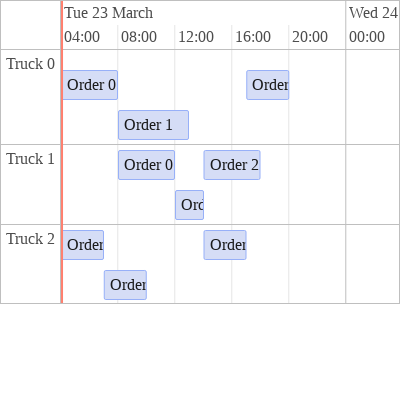 Tue 23 March
Wed 24
04:00 08:00 12:00 16:00 20:00 00:00
Truck 0
Order 0
Order
Order 1
Truck 1
Order 0
Order 2
Ord
Truck 2
Order
Order
Order